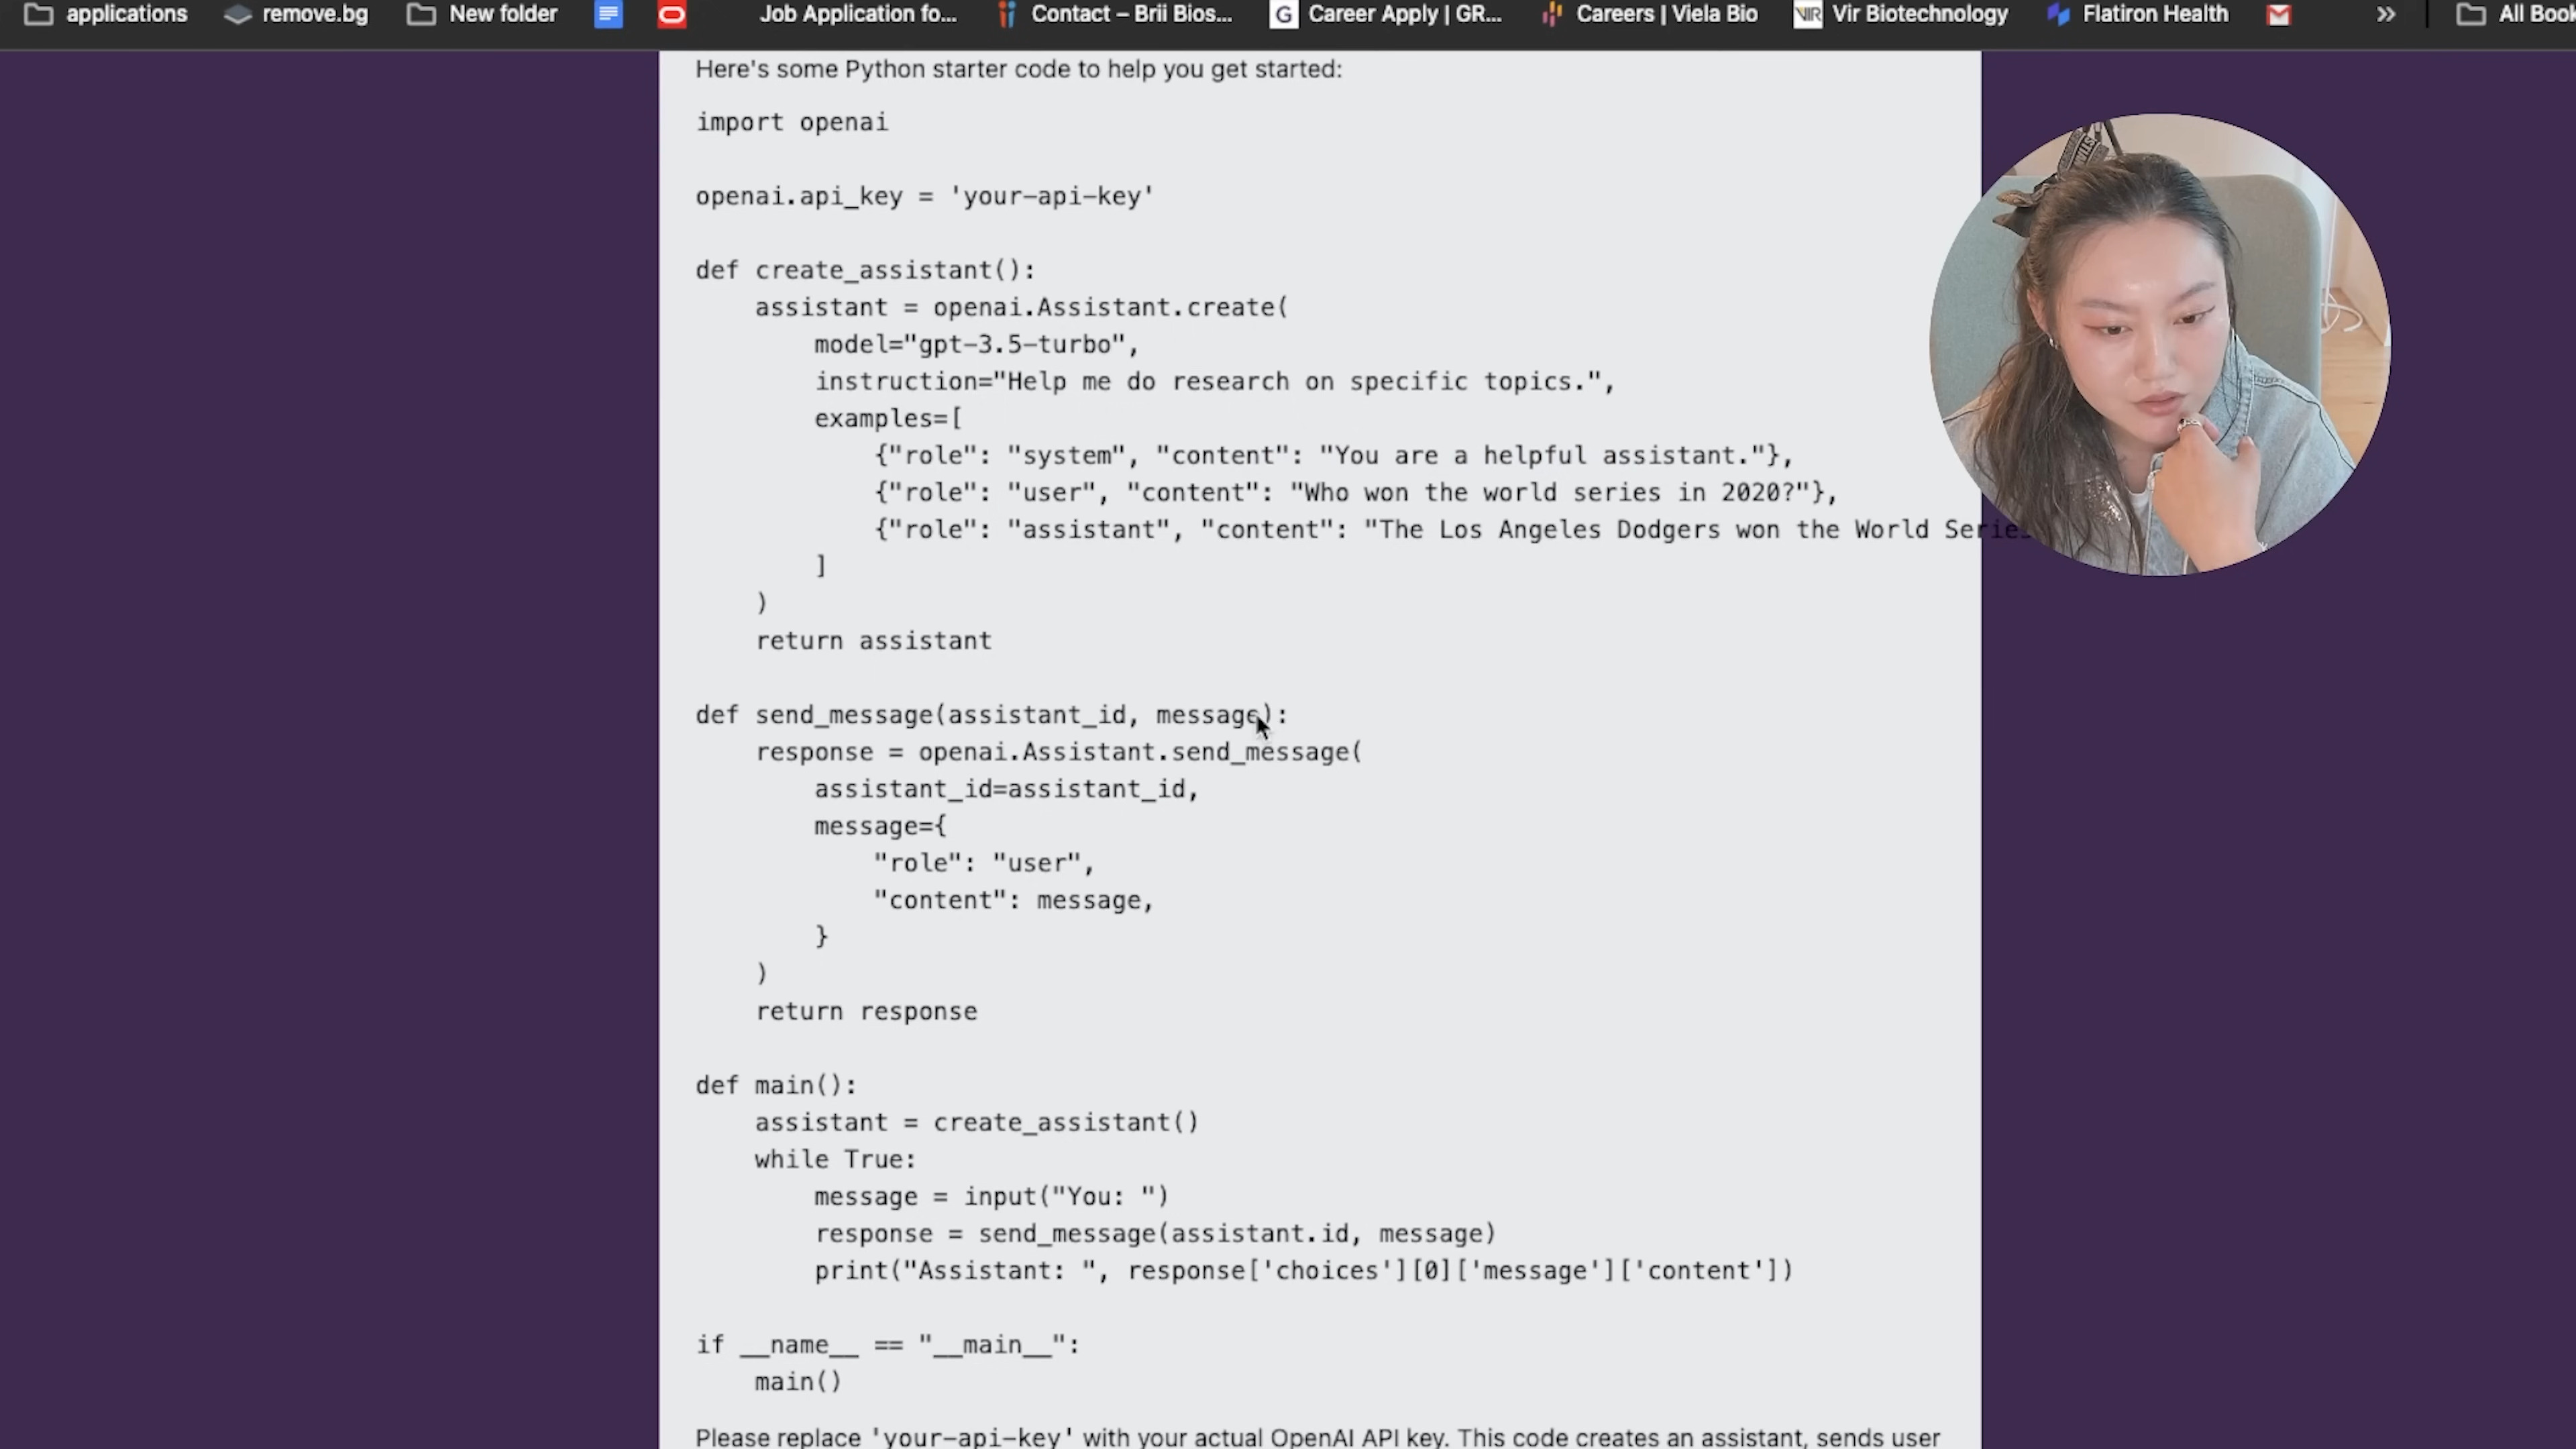 applications remove.bg New folder Job Application fo... Contact – Brii Bios... G Career Apply | GR... Careers | Viela Bio VIR Vir Biotechnology Flatiron Health » All Book
Here's some Python starter code to help you get started:
import openai
openai.api_key = 'your-api-key'
def create_assistant():
    assistant = openai.Assistant.create(
        model="gpt-3.5-turbo",
        instruction="Help me do research on specific topics.",
        examples=[
            {"role": "system", "content": "You are a helpful assistant."},
            {"role": "user", "content": "Who won the world series in 2020?"},
            {"role": "assistant", "content": "The Los Angeles Dodgers won the World Series
        ]
    )
    return assistant
def send_message(assistant_id, message):
    response = openai.Assistant.send_message(
        assistant_id=assistant_id,
        message={
            "role": "user",
            "content": message,
        }
    )
    return response
def main():
    assistant = create_assistant()
    while True:
        message = input("You: ")
        response = send_message(assistant.id, message)
        print("Assistant: ", response['choices'][0]['message']['content'])
if __name__ == "__main__":
    main()
Please replace 'your-api-key' with your actual OpenAI API key. This code creates an assistant, sends user